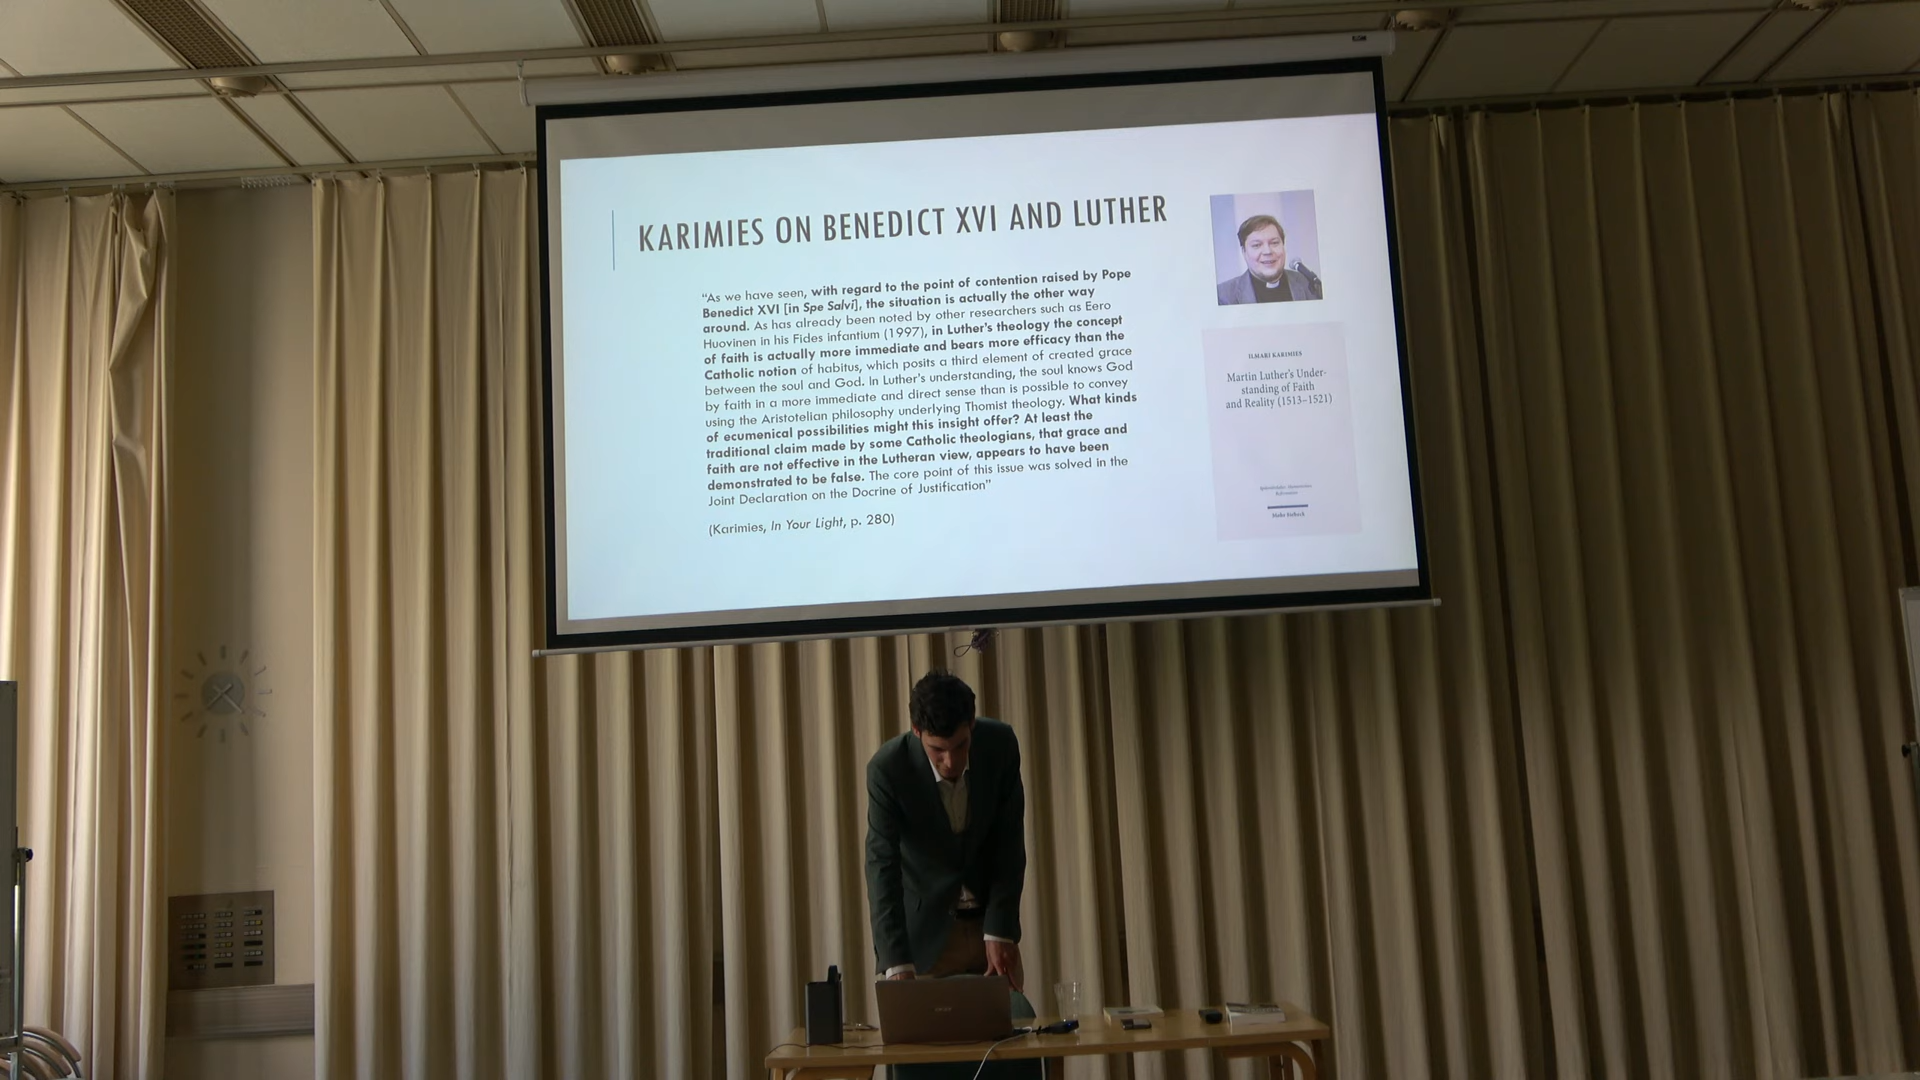 KARIMIES ON BENEDICT XVI AND LUTHER
“As we have seen, with regard to the point of contention raised by Pope
Benedict XVI [in Spe Salvi], the situation is actually the other way
around. As has already been noted by other researchers such as Eero
Huovinen in his Fides infantium (1997), in Luther's theology the concept
of faith is actually more immediate and bears more efficacy than the
Catholic notion of habitus, which posits a third element of created grace
between the soul and God. In Luther's understanding, the soul knows God
by faith in a more immediate and direct sense than is possible to convey
using the Aristotelian philosophy underlying Thomist theology. What kinds
of ecumenical possibilities might this insight offer? At least the
traditional claim made by some Catholic theologians, that grace and
faith are not effective in the Lutheran view, appears to have been
demonstrated to be false. The core point of this issue was solved in the
Joint Declaration on the Docrine of Justification”
(Karimies, In Your Light, p. 280)
ILMARI KARIMIES
Martin Luther's Under-
standing of Faith
and Reality (1513–1521)
Mohr Siebeck
acer